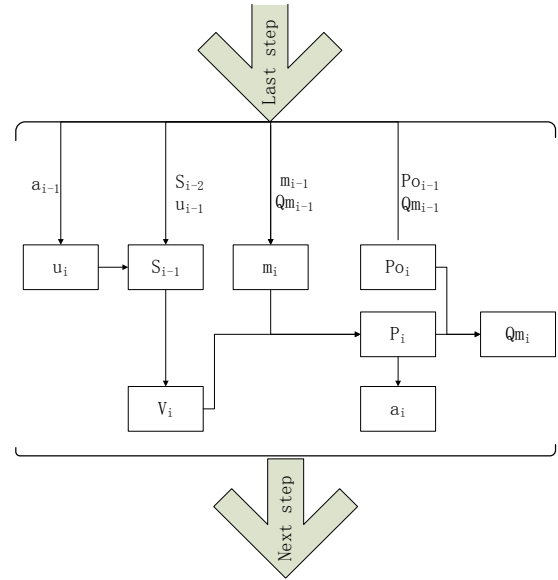 Last step
a_{i-1}
S_{i-2}
u_{i-1}
m_{i-1}
Qm_{i-1}
Po_{i-1}
Qm_{i-1}
u_i
S_{i-1}
m_i
Po_i
P_i
Qm_i
V_i
a_i
Next step